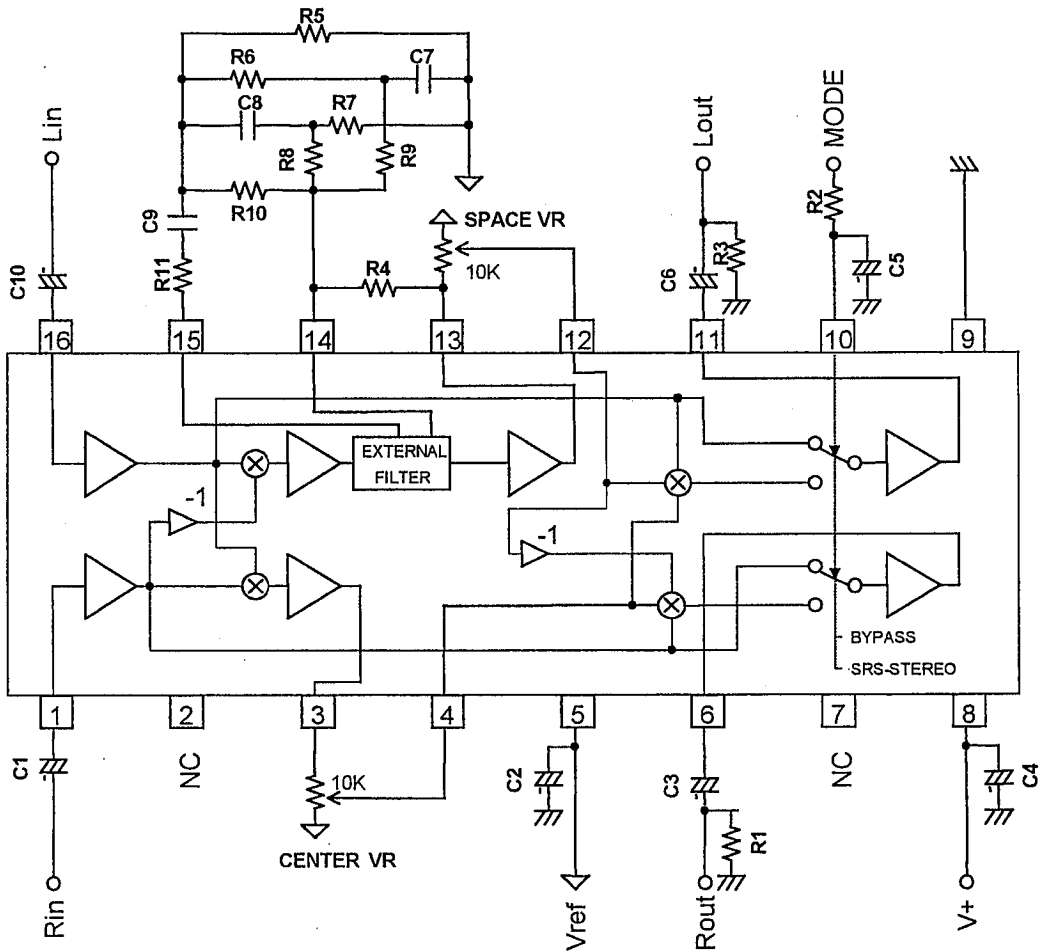 R5
R6
C7
C8
R7
R8
R9
R10
C9
R11
Lin
C10
SPACE VR
10K
R4
Lout
C6
R3
MODE
R2
C5
16
15
14
13
12
11
10
9
EXTERNAL
FILTER
-1
-1
BYPASS
SRS-STEREO
1
2
3
4
5
6
7
8
C1
Rin
NC
10K
CENTER VR
C2
Vref
C3
R1
Rout
NC
C4
V+